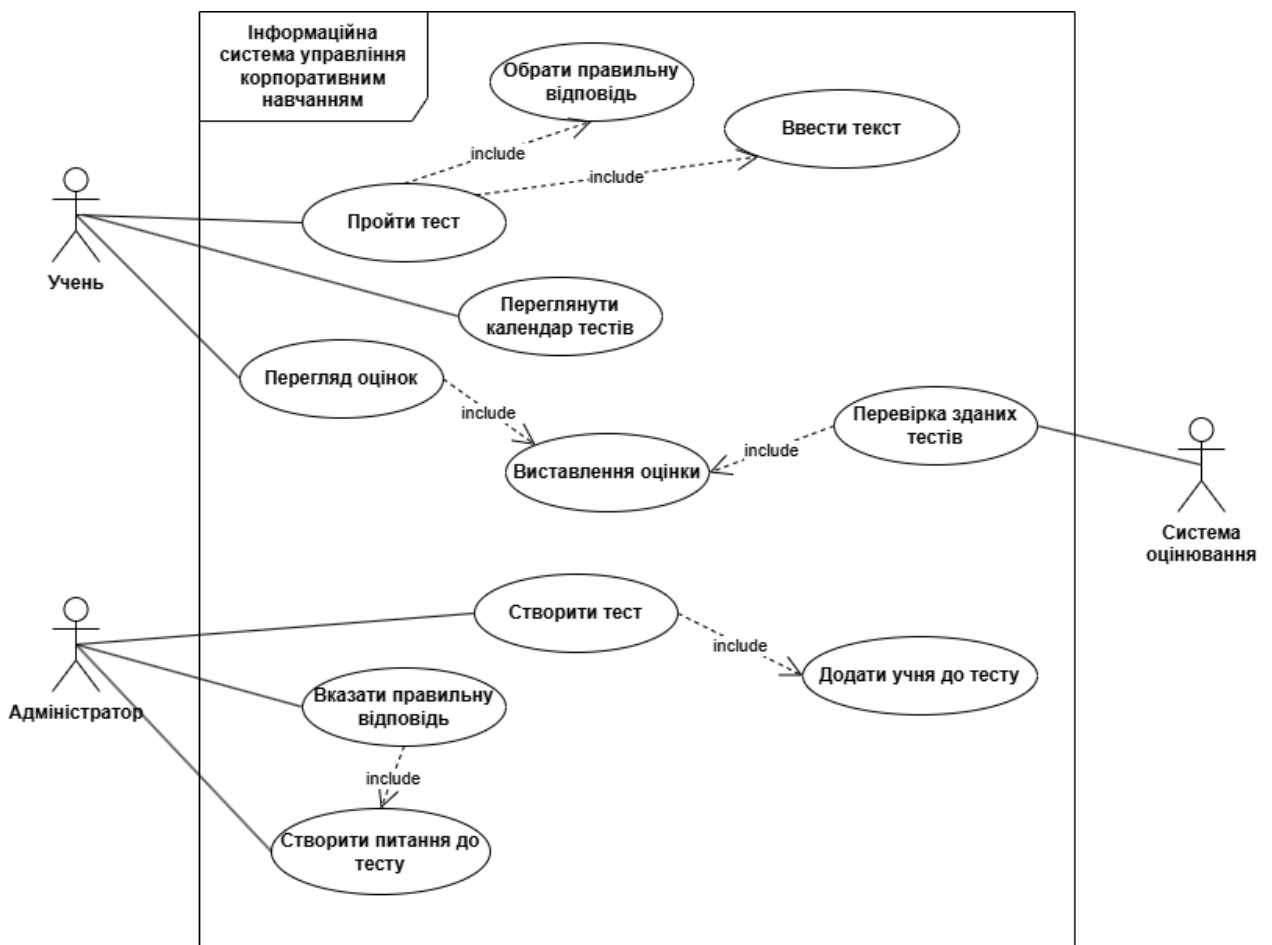 Інформаційна
система управління
корпоративним
навчанням
Обрати правильну
відповідь
Ввести текст
include
include
Пройти тест
Учень
Переглянути
календар тестів
Перегляд оцінок
include
Перевірка зданих
тестів
include
Виставлення оцінки
Система
оцінювання
Створити тест
include
Додати учня до тесту
Адміністратор
Вказати правильну
відповідь
include
Створити питання до
тесту